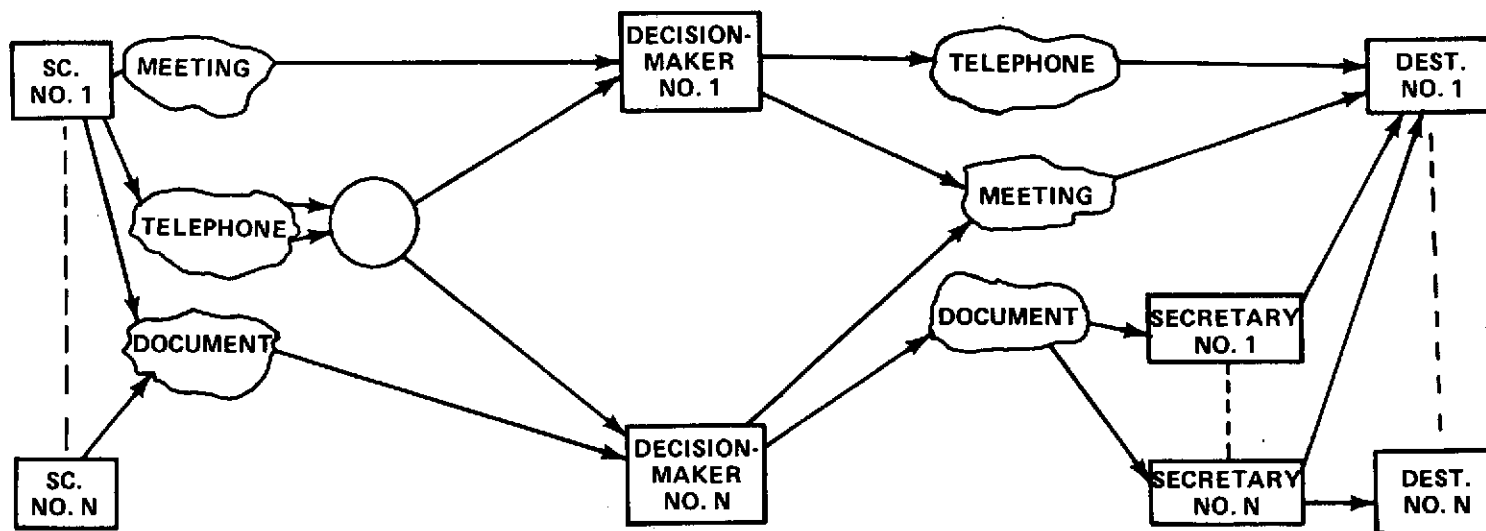 SC.
NO. 1
MEETING
DECISION-
MAKER
NO. 1
TELEPHONE
DEST.
NO. 1
TELEPHONE
MEETING
DOCUMENT
DOCUMENT
SECRETARY
NO. 1
SC.
NO. N
DECISION-
MAKER
NO. N
SECRETARY
NO. N
DEST.
NO. N